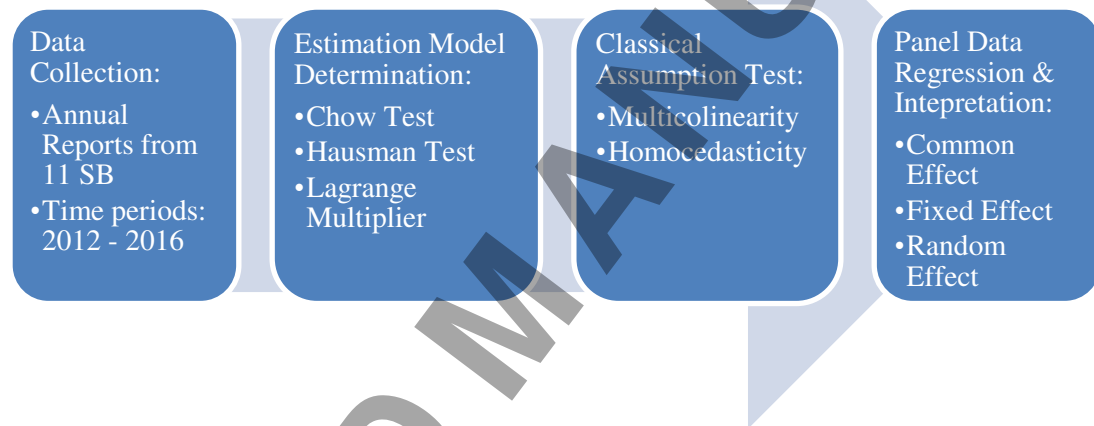 Data
Collection:
•Annual
Reports from
11 SB
•Time periods:
2012 - 2016
Estimation Model
Determination:
•Chow Test
•Hausman Test
•Lagrange
Multiplier
Classical
Assumption Test:
•Multicolinearity
•Homocedasticity
Panel Data
Regression &
Intepretation:
•Common
Effect
•Fixed Effect
•Random
Effect